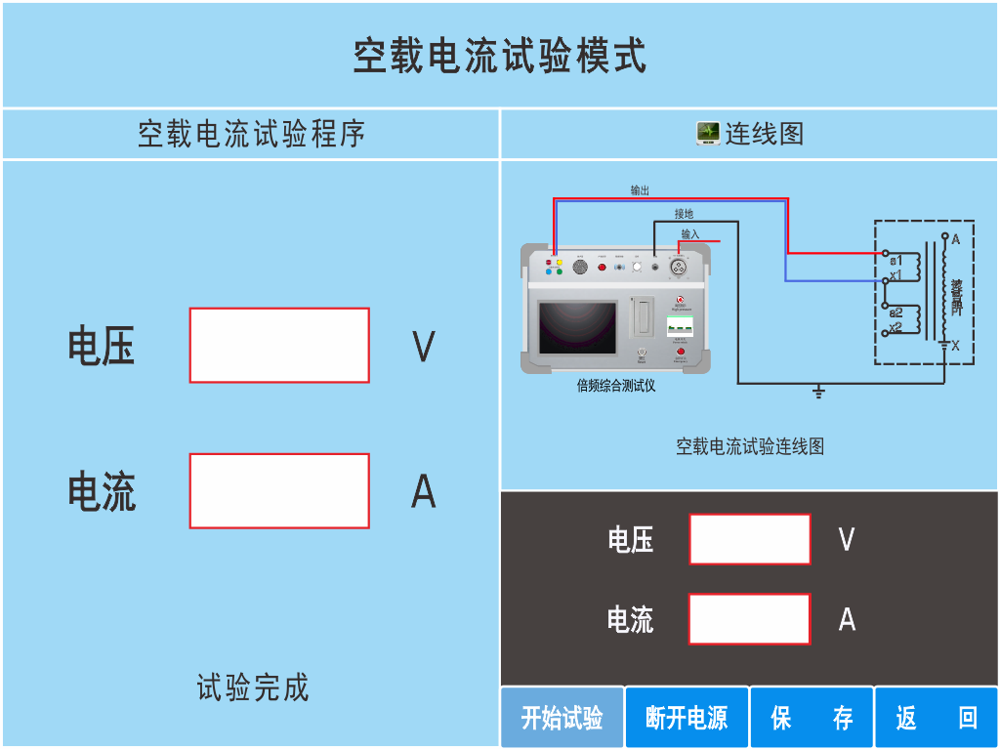 空载电流试验模式
空载电流试验程序
电压 V
电流 A
试验完成
连线图
输出
接地
输入
a1
x1
a2
x2
A
X
倍频综合测试仪
空载电流试验连线图
电压 V
电流 A
开始试验
断开电源
保 存
返 回